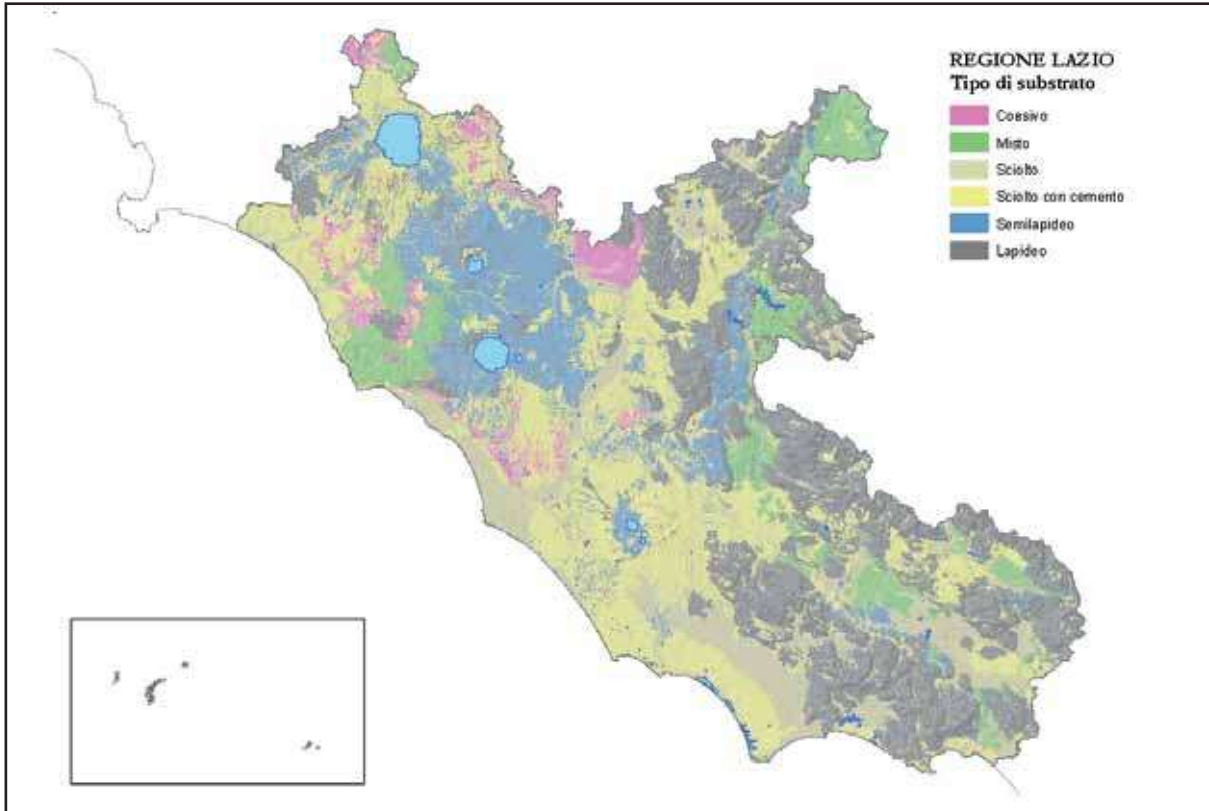 REGIONE LAZIO
Tipo di substrato
Coesivo
Misto
Sciolto
Sciolto con cemento
Semilapideo
Lapideo